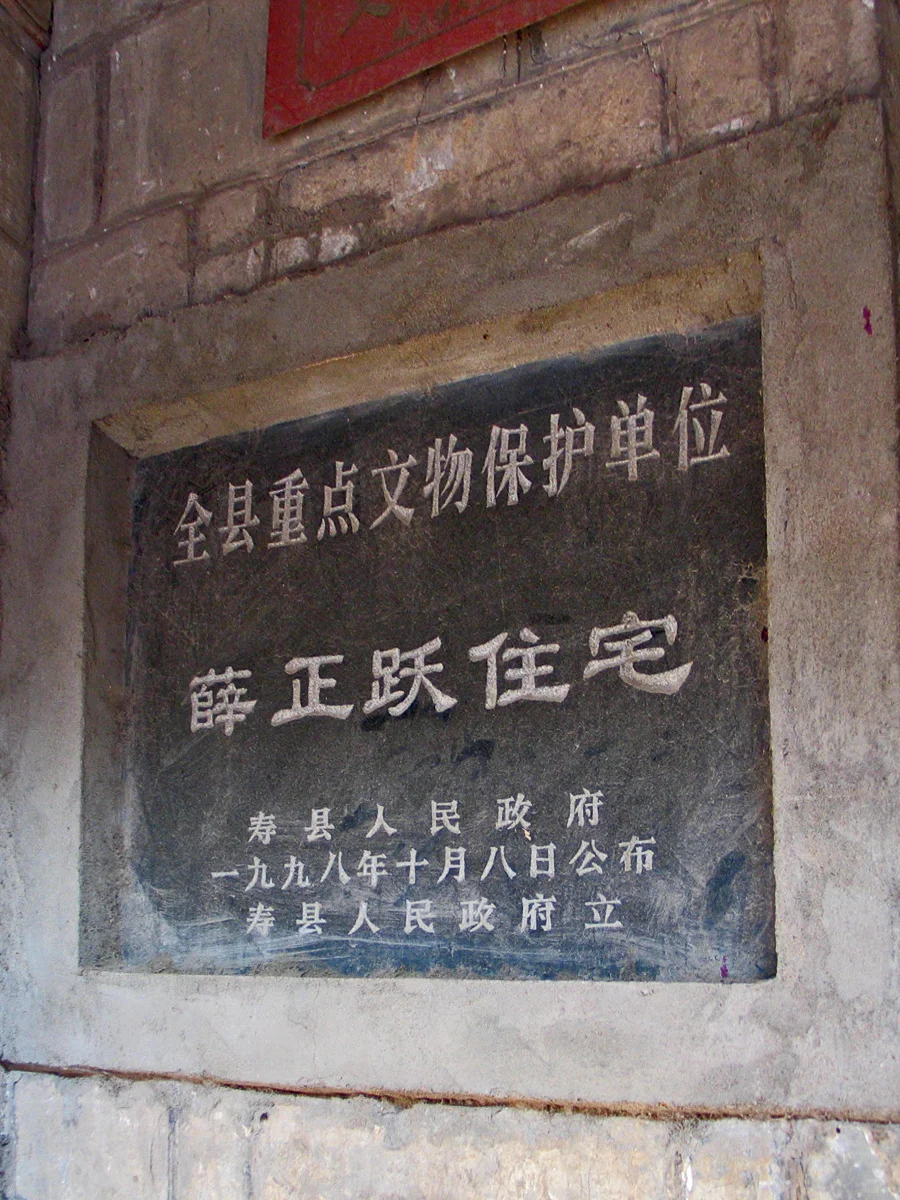 全县重点文物保护单位
薛正跃住宅
寿县人民政府
一九九八年十月八日公布
寿县人民政府立